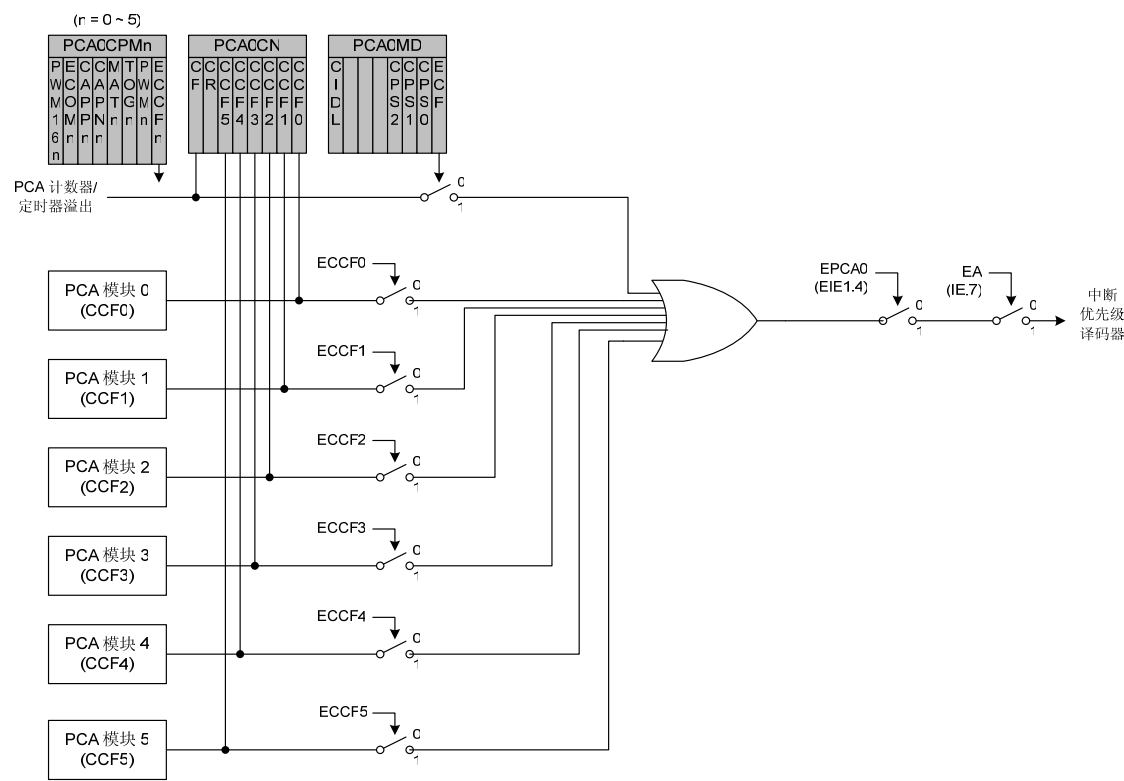 (n = 0 ~ 5)
PCA0CPMn
PWM16n
ECOMn
CAPPn
CAPNn
MATn
TOGn
PWMn
ECCFn
PCA0CN
CF
CR
CCF5
CCF4
CCF3
CCF2
CCF1
CCF0
PCA0MD
CIDL
CPS2
CPS1
CPS0
ECF
PCA 计数器/
定时器溢出
0
1
PCA 模块 0
(CCF0)
ECCF0
0
1
PCA 模块 1
(CCF1)
ECCF1
0
1
PCA 模块 2
(CCF2)
ECCF2
0
1
PCA 模块 3
(CCF3)
ECCF3
0
1
PCA 模块 4
(CCF4)
ECCF4
0
1
PCA 模块 5
(CCF5)
ECCF5
0
1
EPCA0
(EIE1.4)
0
1
EA
(IE.7)
0
1
中断
优先级
译码器